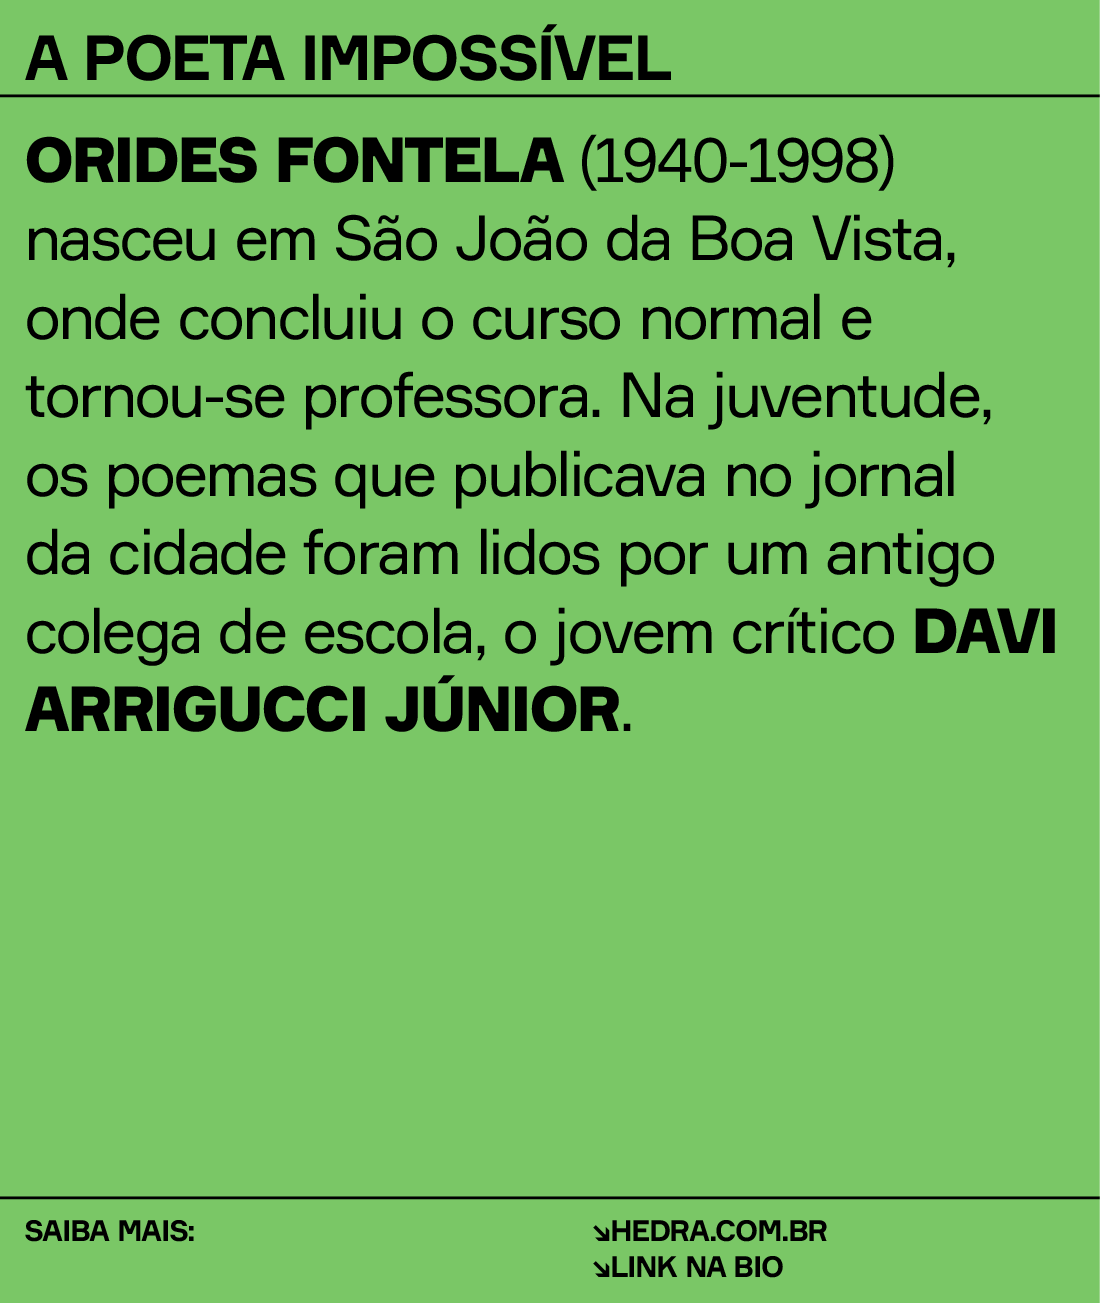 A POETA IMPOSSÍVEL
ORIDES FONTELA (1940-1998)
nasceu em São João da Boa Vista,
onde concluiu o curso normal e
tornou-se professora. Na juventude,
os poemas que publicava no jornal
da cidade foram lidos por um antigo
colega de escola, o jovem crítico DAVI
ARRIGUCCI JÚNIOR.
SAIBA MAIS:
↘HEDRA.COM.BR
↘LINK NA BIO